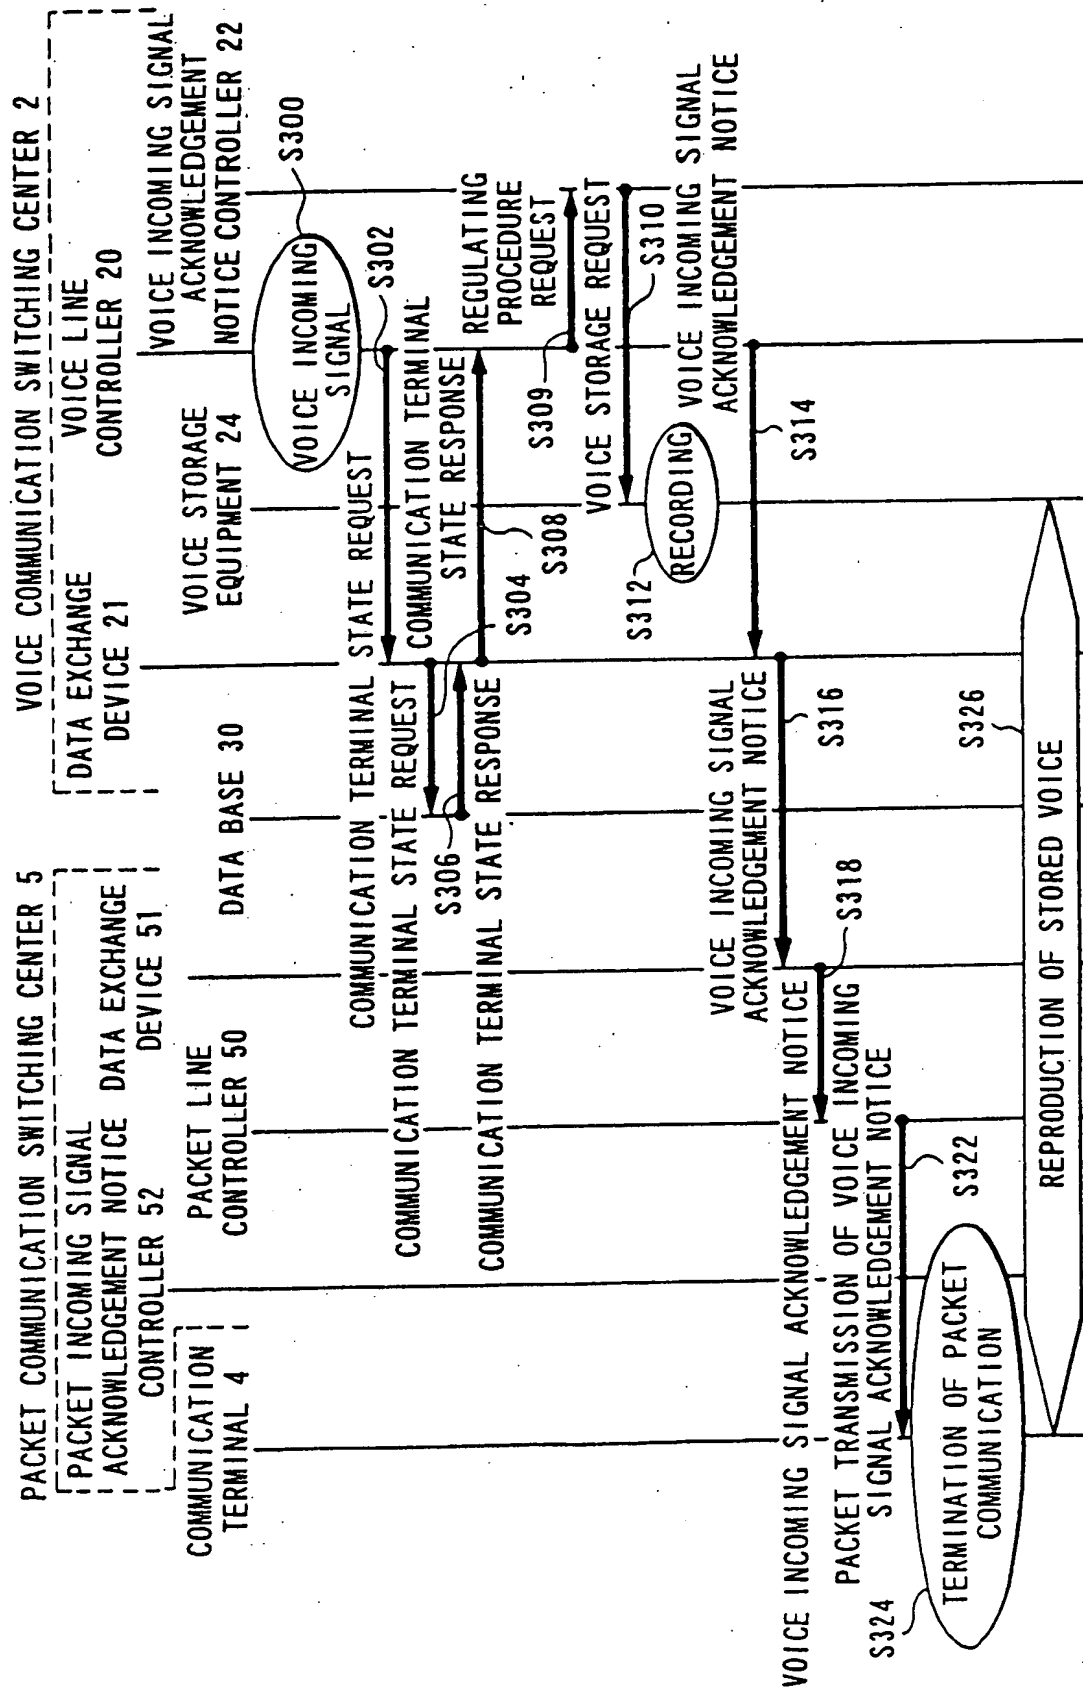 PACKET COMMUNICATION SWITCHING CENTER 5
VOICE COMMUNICATION SWITCHING CENTER 2
PACKET INCOMING SIGNAL
ACKNOWLEDGEMENT NOTICE
CONTROLLER 52
DATA EXCHANGE
DEVICE 51
DATA EXCHANGE
DEVICE 21
VOICE LINE
CONTROLLER 20
VOICE INCOMING SIGNAL
ACKNOWLEDGEMENT
NOTICE CONTROLLER 22
COMMUNICATION
TERMINAL 4
PACKET LINE
CONTROLLER 50
DATA BASE 30
VOICE STORAGE
EQUIPMENT 24
VOICE INCOMING
SIGNAL
S300
COMMUNICATION TERMINAL STATE REQUEST
S302
COMMUNICATION TERMINAL STATE REQUEST
S304
COMMUNICATION TERMINAL
STATE RESPONSE
S306
S308
COMMUNICATION TERMINAL STATE RESPONSE
REGULATING
PROCEDURE
REQUEST
S309
VOICE STORAGE REQUEST
S310
S312
RECORDING
VOICE INCOMING SIGNAL
ACKNOWLEDGEMENT NOTICE
S314
VOICE INCOMING SIGNAL
ACKNOWLEDGEMENT NOTICE
S316
VOICE INCOMING SIGNAL ACKNOWLEDGEMENT NOTICE
S318
PACKET TRANSMISSION OF VOICE INCOMING
SIGNAL ACKNOWLEDGEMENT NOTICE
S322
S324
TERMINATION OF PACKET
COMMUNICATION
S326
REPRODUCTION OF STORED VOICE